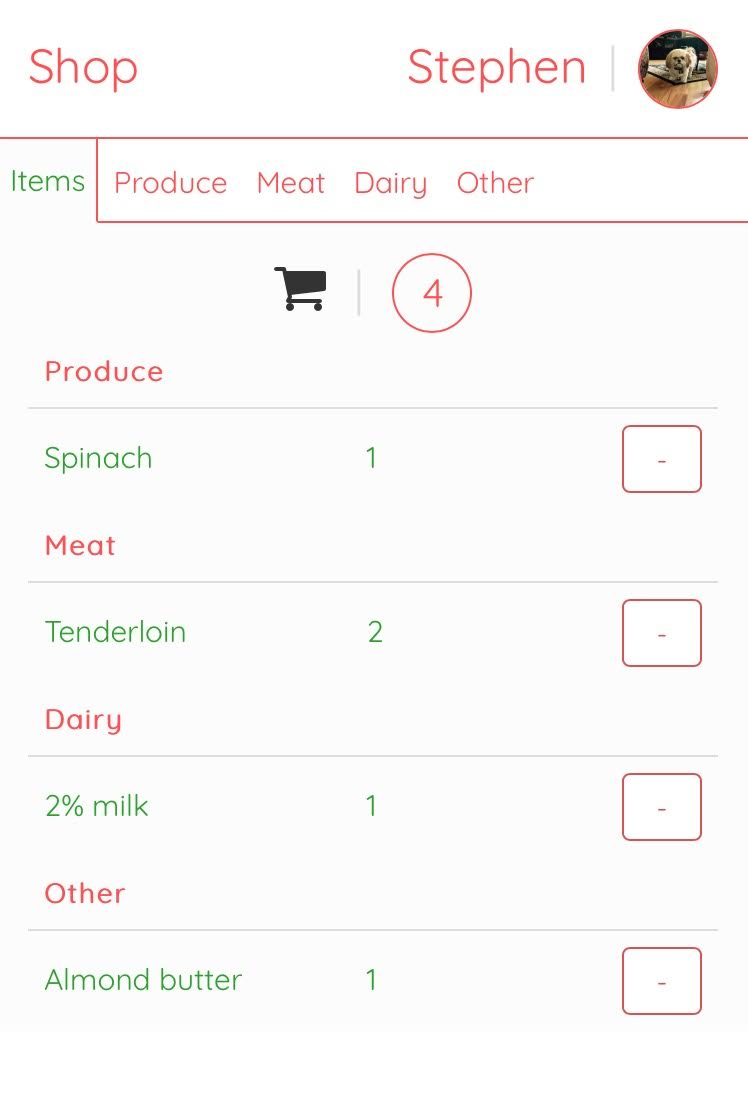 Shop Stephen
Items Produce Meat Dairy Other
4
Produce
Spinach 1 -
Meat
Tenderloin 2 -
Dairy
2% milk 1 -
Other
Almond butter 1 -